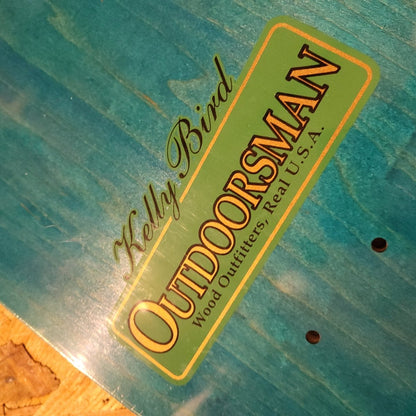 Kelly Bird
OUTDOORSMAN
Wood Outfitters, Real U.S.A.